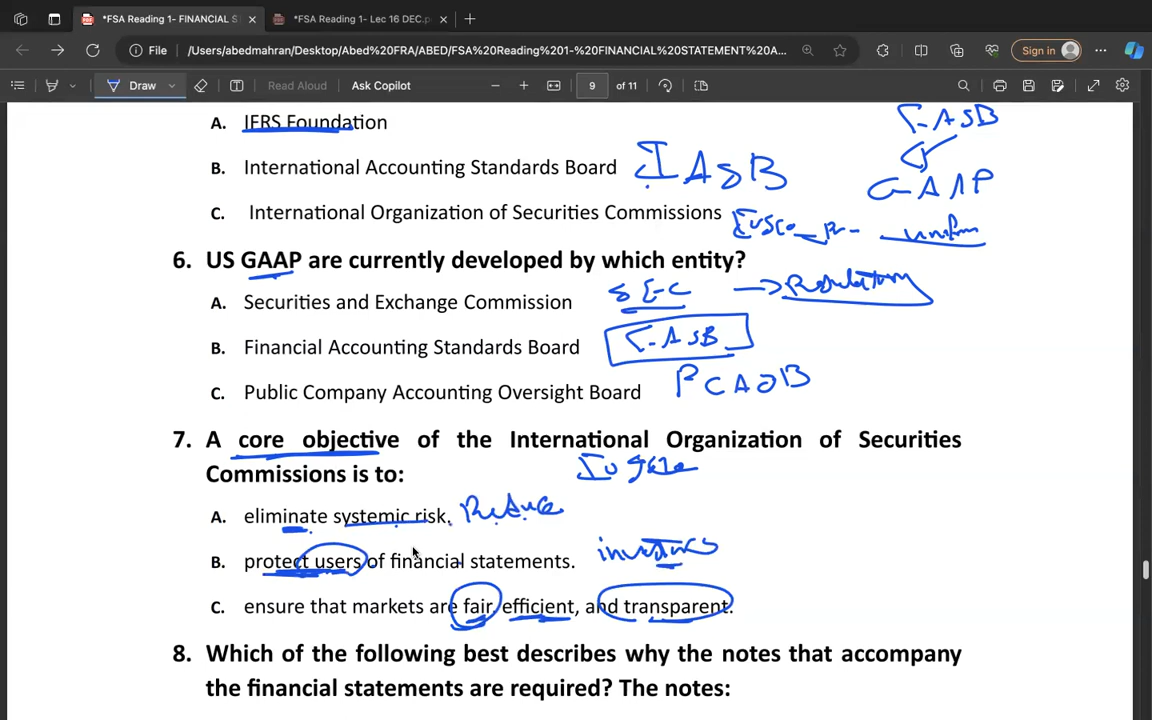 *FSA Reading 1- FINANCIAL S
*FSA Reading 1- Lec 16 DEC.p
File
/Users/abedmahran/Desktop/Abed%20FRA/ABED/FSA%20Reading%201-%20FINANCIAL%20STATEMENT%20A...
Sign in
Draw
Read Aloud
Ask Copilot
9 of 11
A. IFRS Foundation
FASB
B. International Accounting Standards Board IASB
GAAP
C. International Organization of Securities Commissions
uniform
6. US GAAP are currently developed by which entity?
A. Securities and Exchange Commission SEC → Regulatory
B. Financial Accounting Standards Board FASB
C. Public Company Accounting Oversight Board PCAOB
7. A core objective of the International Organization of Securities
Commissions is to:
A. eliminate systemic risk. Reduce
B. protect users of financial statements. investors
C. ensure that markets are fair, efficient, and transparent.
8. Which of the following best describes why the notes that accompany
the financial statements are required? The notes: